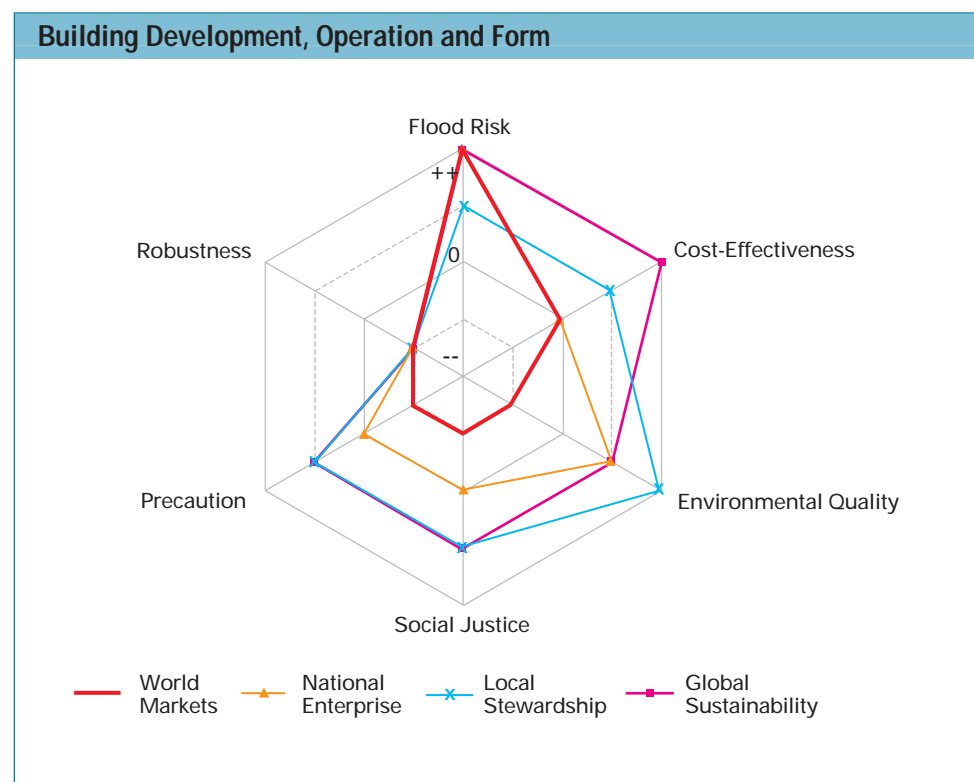 Building Development, Operation and Form
Flood Risk
++
Robustness
0
Cost-Effectiveness
--
Precaution
Environmental Quality
Social Justice
World
Markets
National
Enterprise
Local
Stewardship
Global
Sustainability